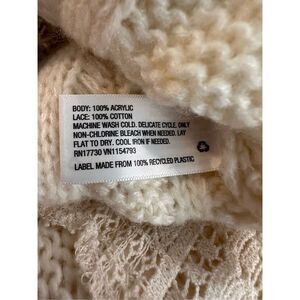 BODY: 100% ACRYLIC
LACE: 100% COTTON
MACHINE WASH COLD. DELICATE CYCLE. ONLY
NON-CHLORINE BLEACH WHEN NEEDED. LAY
FLAT TO DRY. COOL IRON IF NEEDED.
RN17730 VN1154793
LABEL MADE FROM 100% RECYCLED PLASTIC